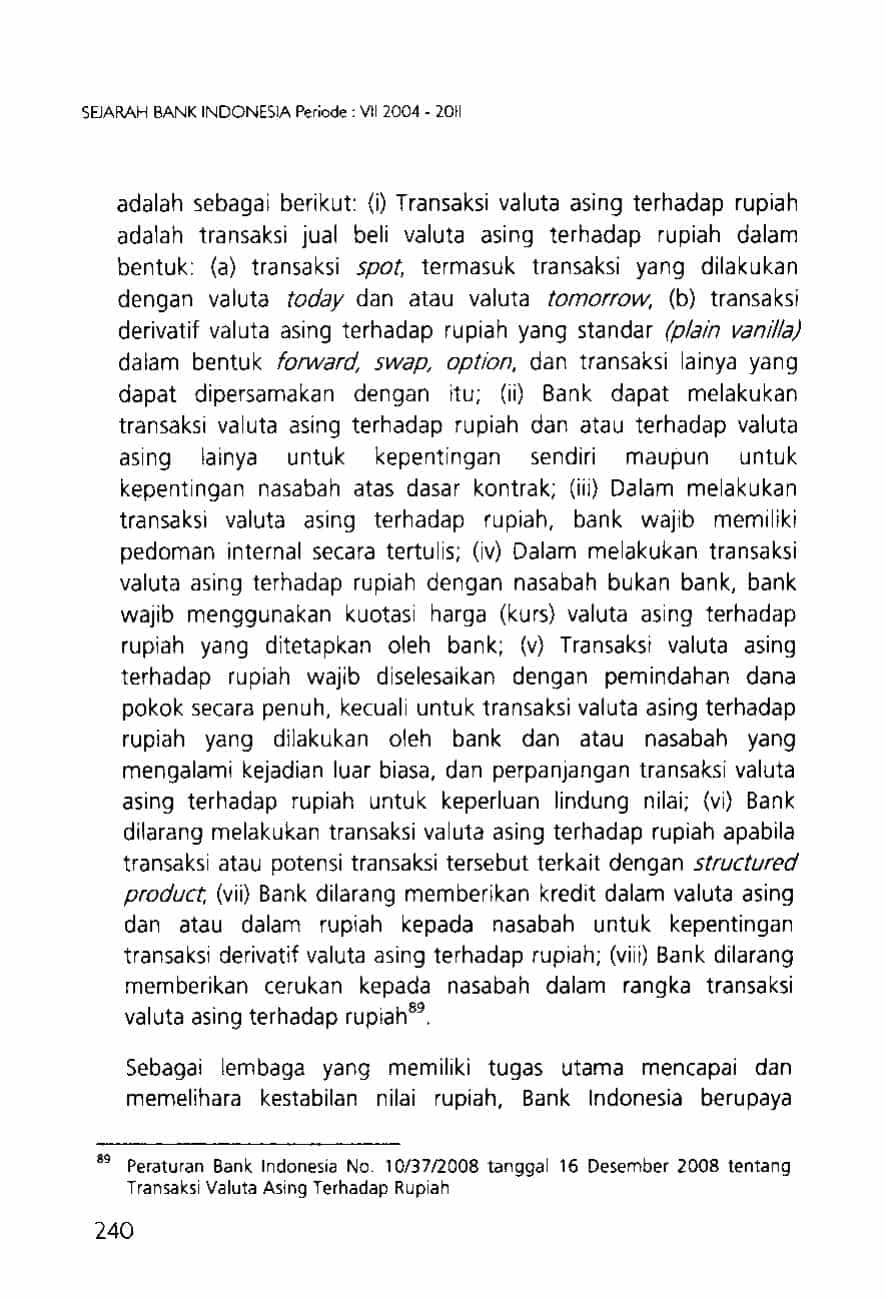 SEJARAH BANK INDONESIA Periode : VII 2004 - 2011
adalah sebagai berikut: (i) Transaksi valuta asing terhadap rupiah
adalah transaksi jual beli valuta asing terhadap rupiah dalam
bentuk: (a) transaksi spot, termasuk transaksi yang dilakukan
dengan valuta today dan atau valuta tomorrow, (b) transaksi
derivatif valuta asing terhadap rupiah yang standar (plain vanilla)
dalam bentuk forward, swap, option, dan transaksi lainya yang
dapat dipersamakan dengan itu; (ii) Bank dapat melakukan
transaksi valuta asing terhadap rupiah dan atau terhadap valuta
asing lainya untuk kepentingan sendiri maupun untuk
kepentingan nasabah atas dasar kontrak; (iii) Dalam melakukan
transaksi valuta asing terhadap rupiah, bank wajib memiliki
pedoman internal secara tertulis; (iv) Dalam melakukan transaksi
valuta asing terhadap rupiah dengan nasabah bukan bank, bank
wajib menggunakan kuotasi harga (kurs) valuta asing terhadap
rupiah yang ditetapkan oleh bank; (v) Transaksi valuta asing
terhadap rupiah wajib diselesaikan dengan pemindahan dana
pokok secara penuh, kecuali untuk transaksi valuta asing terhadap
rupiah yang dilakukan oleh bank dan atau nasabah yang
mengalami kejadian luar biasa, dan perpanjangan transaksi valuta
asing terhadap rupiah untuk keperluan lindung nilai; (vi) Bank
dilarang melakukan transaksi valuta asing terhadap rupiah apabila
transaksi atau potensi transaksi tersebut terkait dengan structured
product; (vii) Bank dilarang memberikan kredit dalam valuta asing
dan atau dalam rupiah kepada nasabah untuk kepentingan
transaksi derivatif valuta asing terhadap rupiah; (viii) Bank dilarang
memberikan cerukan kepada nasabah dalam rangka transaksi
valuta asing terhadap rupiah⁸⁹.
Sebagai lembaga yang memiliki tugas utama mencapai dan
memelihara kestabilan nilai rupiah, Bank Indonesia berupaya
⁸⁹ Peraturan Bank Indonesia No. 10/37/2008 tanggal 16 Desember 2008 tentang
Transaksi Valuta Asing Terhadap Rupiah
240